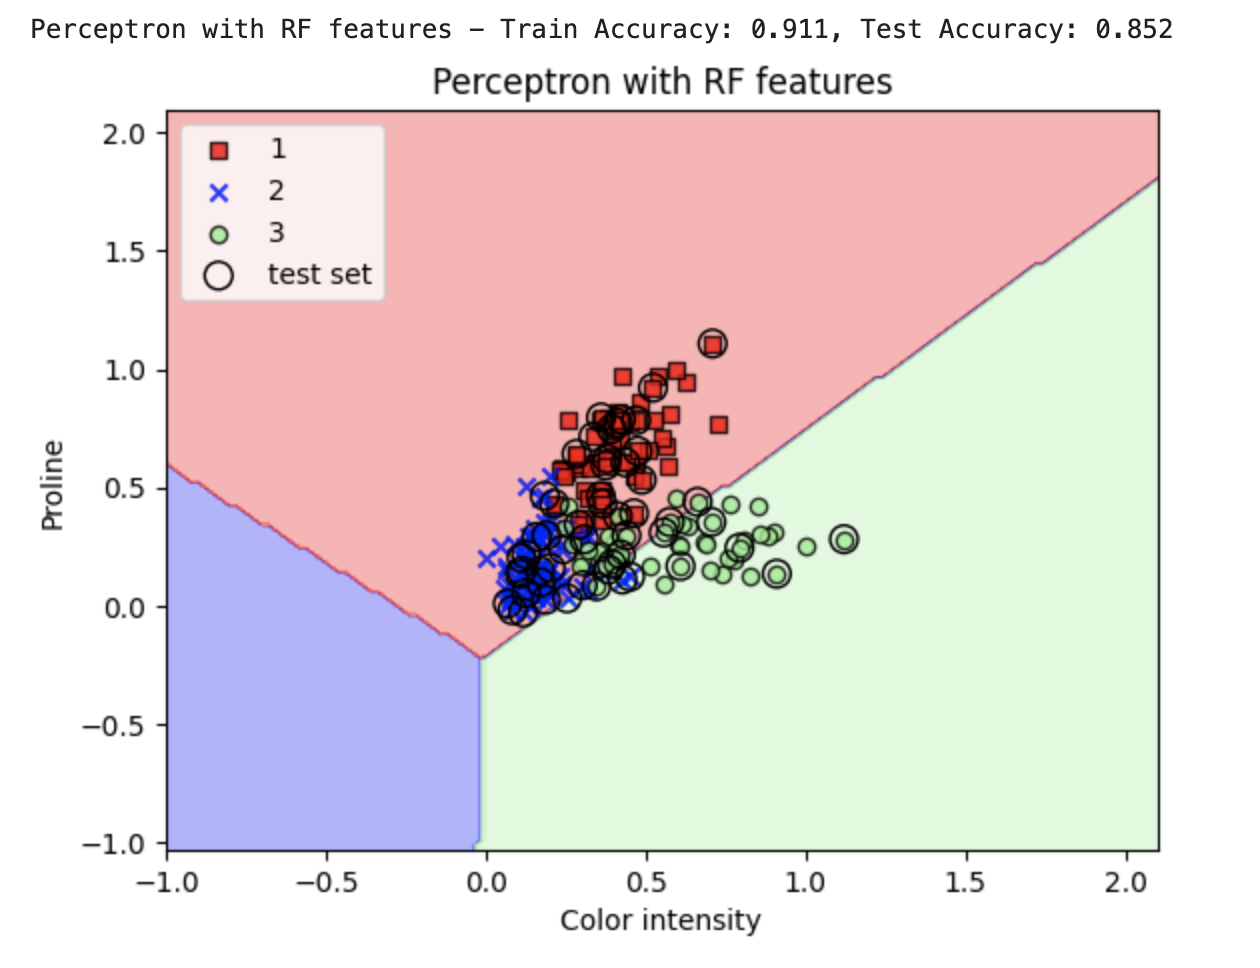 Perceptron with RF features – Train Accuracy: 0.911, Test Accuracy: 0.852
Perceptron with RF features
1
2
3
test set
2.0
1.5
1.0
0.5
0.0
−0.5
−1.0
Proline
−1.0 −0.5 0.0 0.5 1.0 1.5 2.0
Color intensity